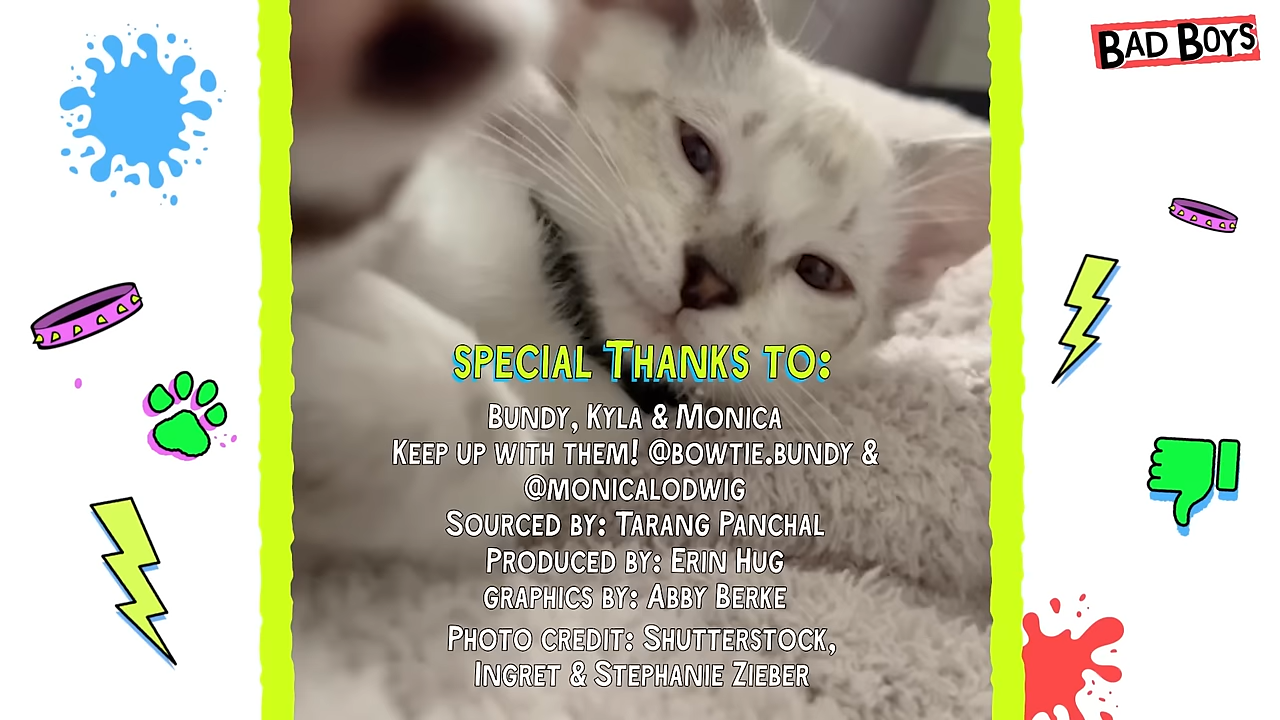 BAD BOYS
SPECIAL THANKS TO:
BUNDY, KYLA & MONICA
KEEP UP WITH THEM! @BOWTIE.BUNDY &
@MONICALODWIG
SOURCED BY: TARANG PANCHAL
PRODUCED BY: ERIN HUG
GRAPHICS BY: ABBY BERKE
PHOTO CREDIT: SHUTTERSTOCK,
INGRET & STEPHANIE ZIEBER